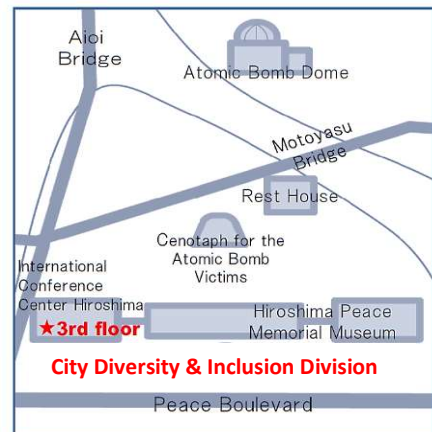 Aioi
Bridge
Atomic Bomb Dome
Motoyasu
Bridge
Rest House
Cenotaph for the
Atomic Bomb
Victims
International
Conference
Center Hiroshima
★3rd floor
Hiroshima Peace
Memorial Museum
City Diversity & Inclusion Division
Peace Boulevard